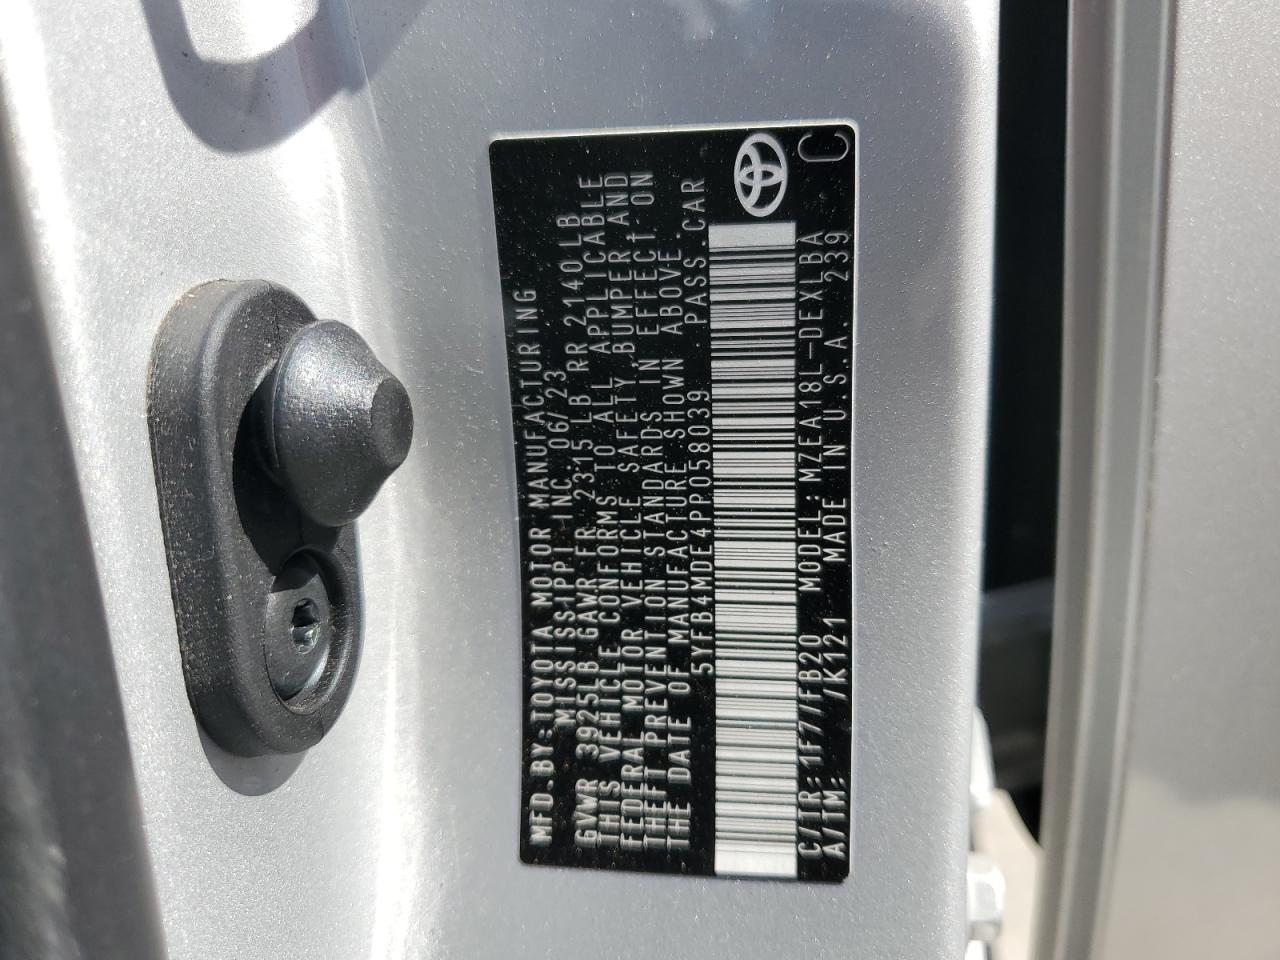 MFD.BY:TOYOTA MOTOR MANUFACTURING
MISSISSIPPI INC.06/23
GVWR 3925LB GAWR FR 2315 LB RR 2140LB
THIS VEHICLE CONFORMS TO ALL APPLICABLE
FEDERAL MOTOR VEHICLE SAFETY,BUMPER,AND
THEFT PREVENTION STANDARDS IN EFFECT ON
THE DATE OF MANUFACTURE SHOWN ABOVE.
5YFB4MDE4PP058039 PASS.CAR
C/TR: 1F7/FB20 MODEL:MZEA18L-DEXLBA
A/TM: /K121 MADE IN U.S.A. 239
C